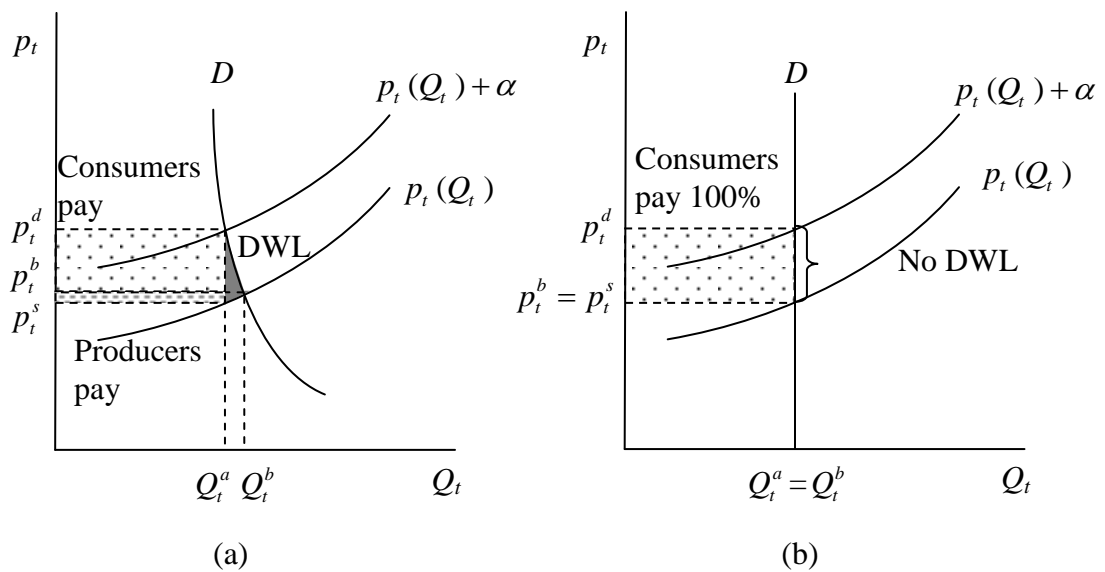 p_t
D
p_t (Q_t) + α
Consumers
pay
p_t (Q_t)
p_t^d
DWL
p_t^b
p_t^s
Producers
pay
Q_t^a Q_t^b
Q_t
(a)
p_t
D
p_t (Q_t) + α
Consumers
pay 100%
p_t (Q_t)
p_t^d
No DWL
p_t^b = p_t^s
Q_t^a = Q_t^b
Q_t
(b)